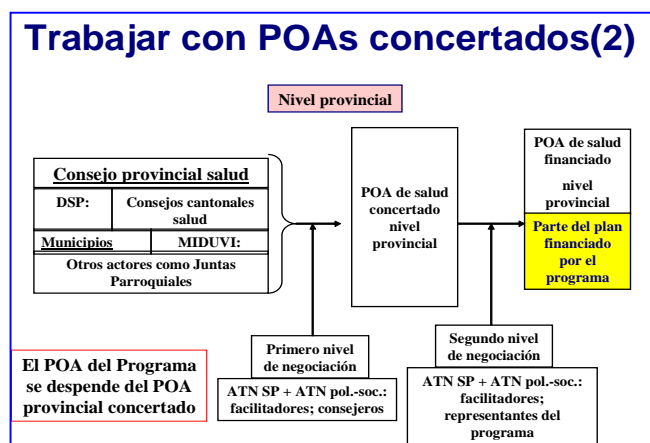 Trabajar con POAs concertados(2)
Nivel provincial
Consejo provincial salud
DSP:
Consejos cantonales
salud
Municipios
MIDUVI:
Otros actores como Juntas
Parroquiales
POA de salud
concertado
nivel
provincial
POA de salud
financiado
nivel
provincial
Parte del plan
financiado
por el
programa
El POA del Programa
se despende del POA
provincial concertado
Primero nivel
de negociación
ATN SP + ATN pol.-soc.:
facilitadores; consejeros
Segundo nivel
de negociación
ATN SP + ATN pol.-soc.:
facilitadores;
representantes del
programa